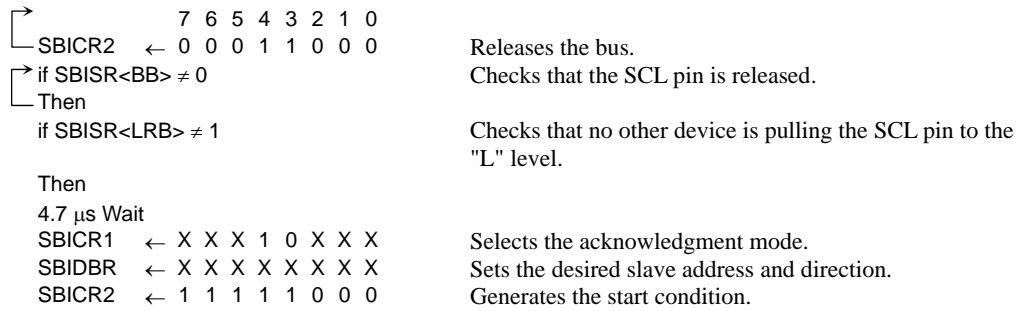 7 6 5 4 3 2 1 0
SBICR2 ← 0 0 0 1 1 0 0 0 Releases the bus.
if SBISR<BB> ≠ 0 Checks that the SCL pin is released.
Then
if SBISR<LRB> ≠ 1 Checks that no other device is pulling the SCL pin to the
"L" level.
Then
4.7 μs Wait
SBICR1 ← X X X 1 0 X X X Selects the acknowledgment mode.
SBIDBR ← X X X X X X X X Sets the desired slave address and direction.
SBICR2 ← 1 1 1 1 1 0 0 0 Generates the start condition.